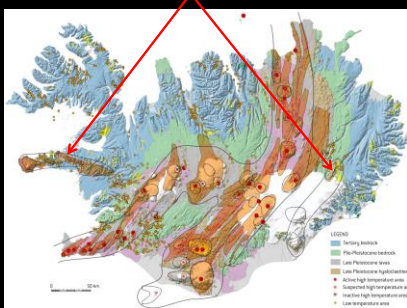 0 50 km
LEGEND
Tertiary bedrock
Plio-Pleistocene bedrock
Late Pleistocene lavas
Late Pleistocene hyaloclastites
Active high temperature area
Suspected high temperature area
Inactive high temperature area
Low temperature area